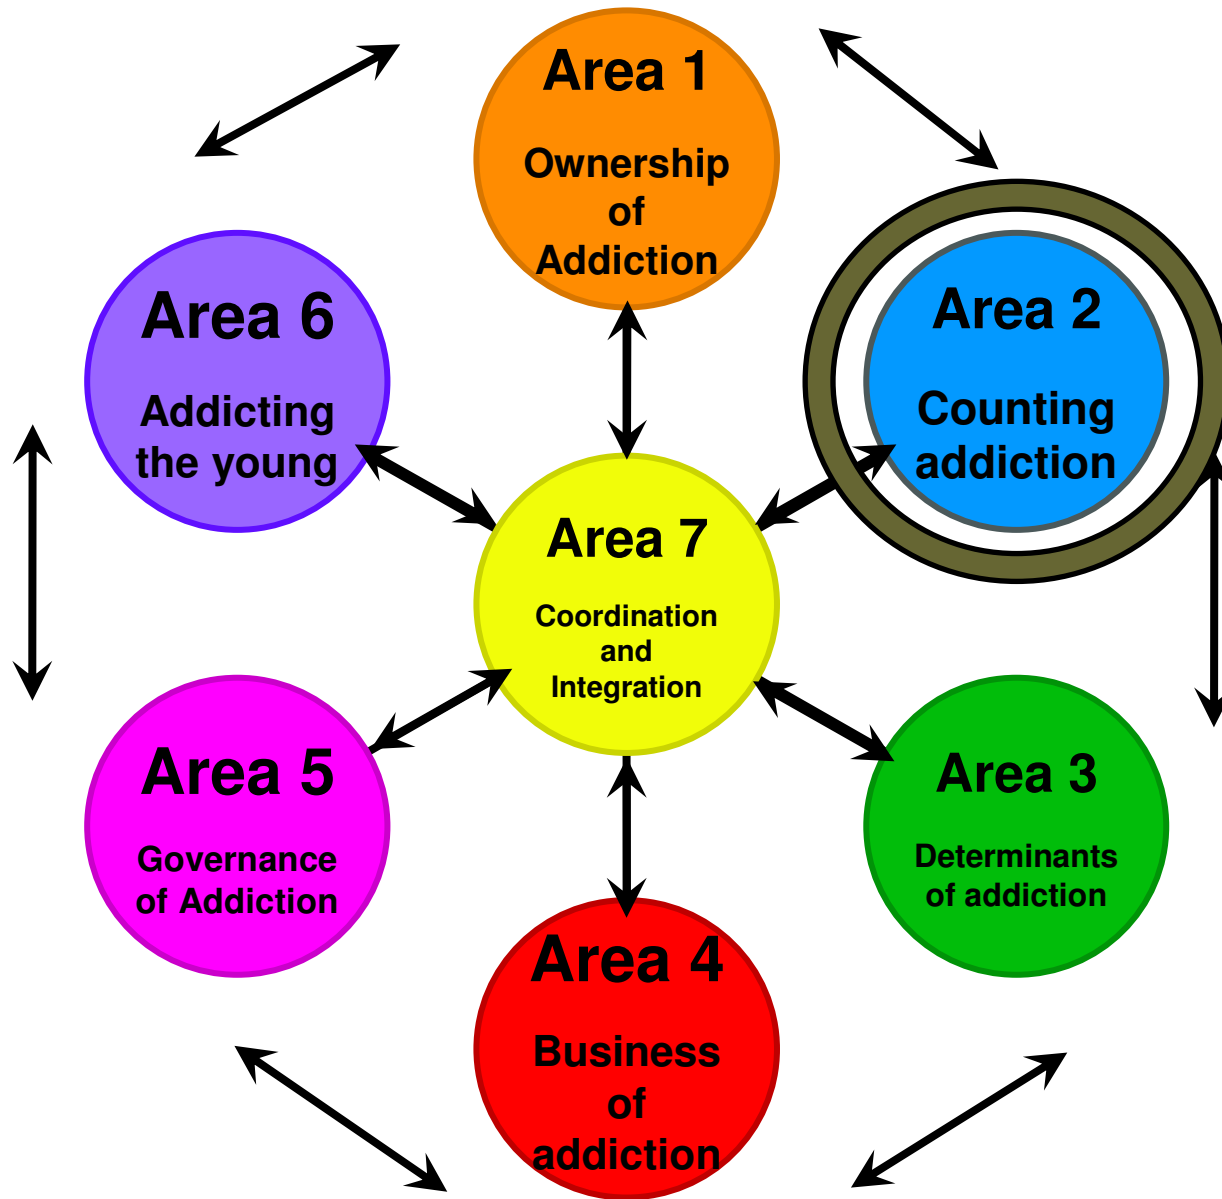 Area 1
Ownership
of
Addiction
Area 2
Counting
addiction
Area 3
Determinants
of addiction
Area 4
Business
of
addiction
Area 5
Governance
of Addiction
Area 6
Addicting
the young
Area 7
Coordination
and
Integration